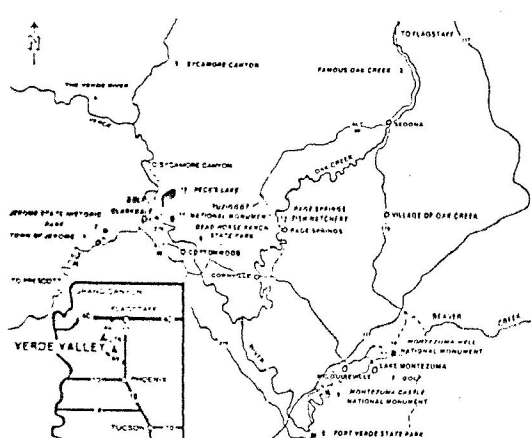 TO FLAGSTAFF
SYCAMORE CANYON
FAMOUS OAK CREEK
THE VERDE RIVER
VERDE
SEDONA
OAK CREEK
SYCAMORE CANYON
PECK'S LAKE
TUZIGOOT
NATIONAL MONUMENT
PAGE SPRINGS
FISH HATCHERY
DEAD HORSE RANCH
STATE PARK
PAGE SPRINGS
JEROME STATE HISTORIC
PARK
TOWN OF JEROME
CLARKDALE
VILLAGE OF OAK CREEK
COTTONWOOD
CORNVILLE
TO PRESCOTT
GRAND CANYON
FLAGSTAFF
VERDE VALLEY
PHOENIX
TUCSON
RIVER
BEAVER
CREEK
MONTEZUMA WELL
NATIONAL MONUMENT
LAKE MONTEZUMA
GOLF
MONTEZUMA CASTLE
NATIONAL MONUMENT
FORT VERDE STATE PARK